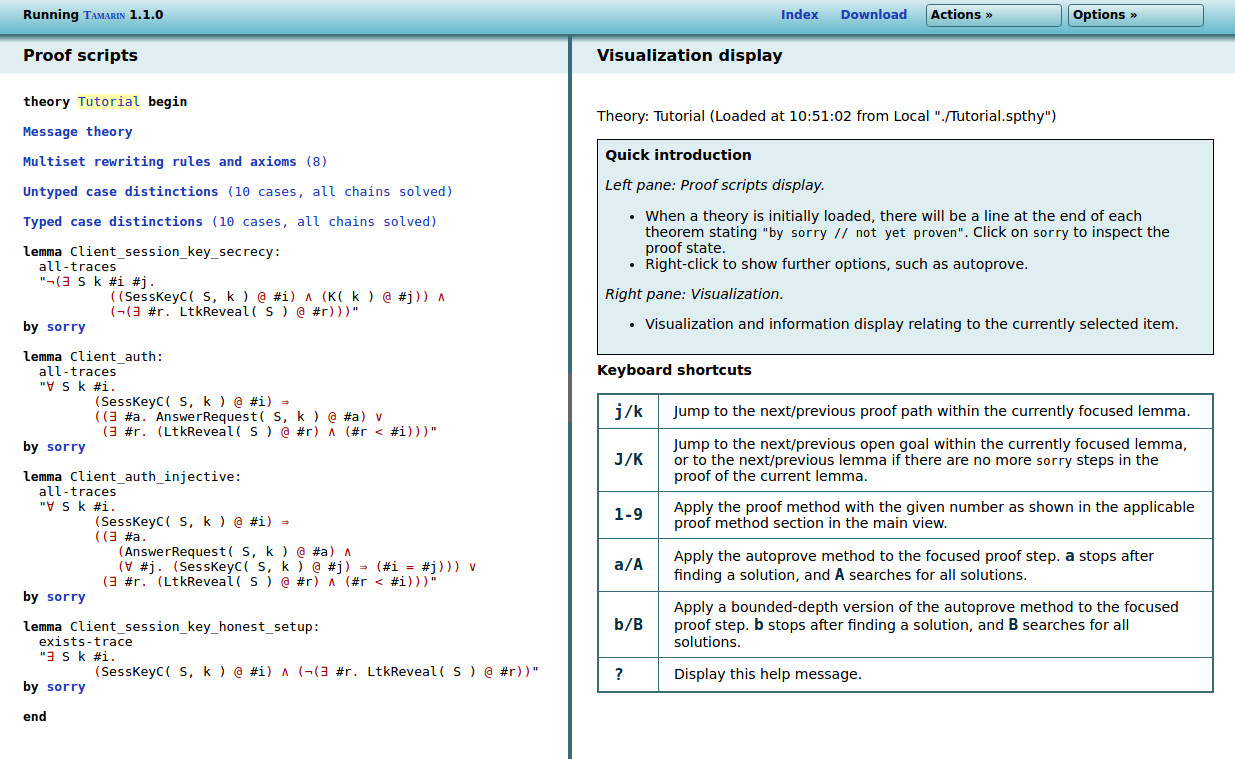 Running TAMARIN 1.1.0
Index Download Actions » Options »
Proof scripts
theory Tutorial begin
Message theory
Multiset rewriting rules and axioms (8)
Untyped case distinctions (10 cases, all chains solved)
Typed case distinctions (10 cases, all chains solved)
lemma Client_session_key_secrecy:
all-traces
"¬(∃ S k #i #j.
((SessKeyC( S, k ) @ #i) ∧ (K( k ) @ #j)) ∧
(¬(∃ #r. LtkReveal( S ) @ #r)))"
by sorry
lemma Client_auth:
all-traces
"∀ S k #i.
(SessKeyC( S, k ) @ #i) ⇒
((∃ #a. AnswerRequest( S, k ) @ #a) ∨
(∃ #r. (LtkReveal( S ) @ #r) ∧ (#r < #i)))"
by sorry
lemma Client_auth_injective:
all-traces
"∀ S k #i.
(SessKeyC( S, k ) @ #i) ⇒
((∃ #a.
(AnswerRequest( S, k ) @ #a) ∧
(∀ #j. (SessKeyC( S, k ) @ #j) ⇒ (#i = #j))) ∨
(∃ #r. (LtkReveal( S ) @ #r) ∧ (#r < #i)))"
by sorry
lemma Client_session_key_honest_setup:
exists-trace
"∃ S k #i.
(SessKeyC( S, k ) @ #i) ∧ (¬(∃ #r. LtkReveal( S ) @ #r))"
by sorry
end
Visualization display
Theory: Tutorial (Loaded at 10:51:02 from Local "./Tutorial.spthy")
Quick introduction
Left pane: Proof scripts display.
• When a theory is initially loaded, there will be a line at the end of each
theorem stating "by sorry // not yet proven". Click on sorry to inspect the
proof state.
• Right-click to show further options, such as autoprove.
Right pane: Visualization.
• Visualization and information display relating to the currently selected item.
Keyboard shortcuts
j/k Jump to the next/previous proof path within the currently focused lemma.
J/K Jump to the next/previous open goal within the currently focused lemma,
or to the next/previous lemma if there are no more sorry steps in the
proof of the current lemma.
1-9 Apply the proof method with the given number as shown in the applicable
proof method section in the main view.
a/A Apply the autoprove method to the focused proof step. a stops after
finding a solution, and A searches for all solutions.
b/B Apply a bounded-depth version of the autoprove method to the focused
proof step. b stops after finding a solution, and B searches for all
solutions.
? Display this help message.